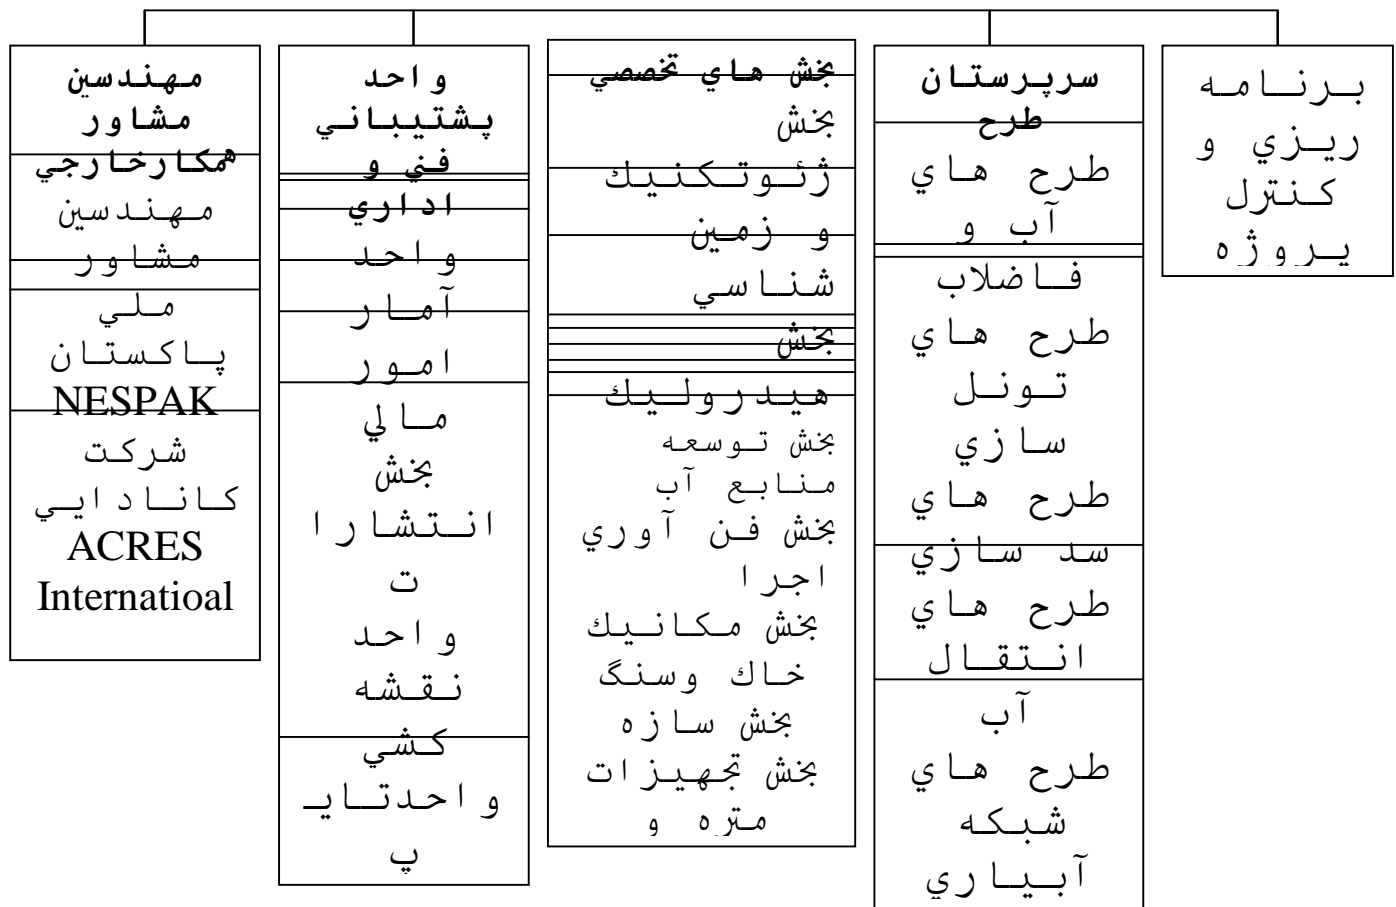 برنامه
ريزي و
كنترل
پروژه
سرپرستان
طرح
طرح هاي
آب و
فاضلاب
طرح هاي
تونل
سازي
طرح هاي
سد سازي
طرح هاي
انتقال
آب
طرح هاي
شبكه
آبياري
بخش هاي تخصصي
بخش
ژئوتكنيك
و زمين
شناسي
بخش
هيدروليك
بخش توسعه
منابع آب
بخش فن آوري
اجرا
بخش مكانيك
خاك وسنگ
بخش سازه
بخش تجهيزات
متره و
واحد
پشتيباني
فني و
اداري
واحد
آمار
امور
مالي
بخش
انتشارا
ت
واحد
نقشه
كشي
واحدتاي
پ
مهندسين
مشاور
همكارخارجي
مهندسين
مشاور
ملي
پاكستان
NESPAK
شركت
كانادايي
ACRES
Internatioal